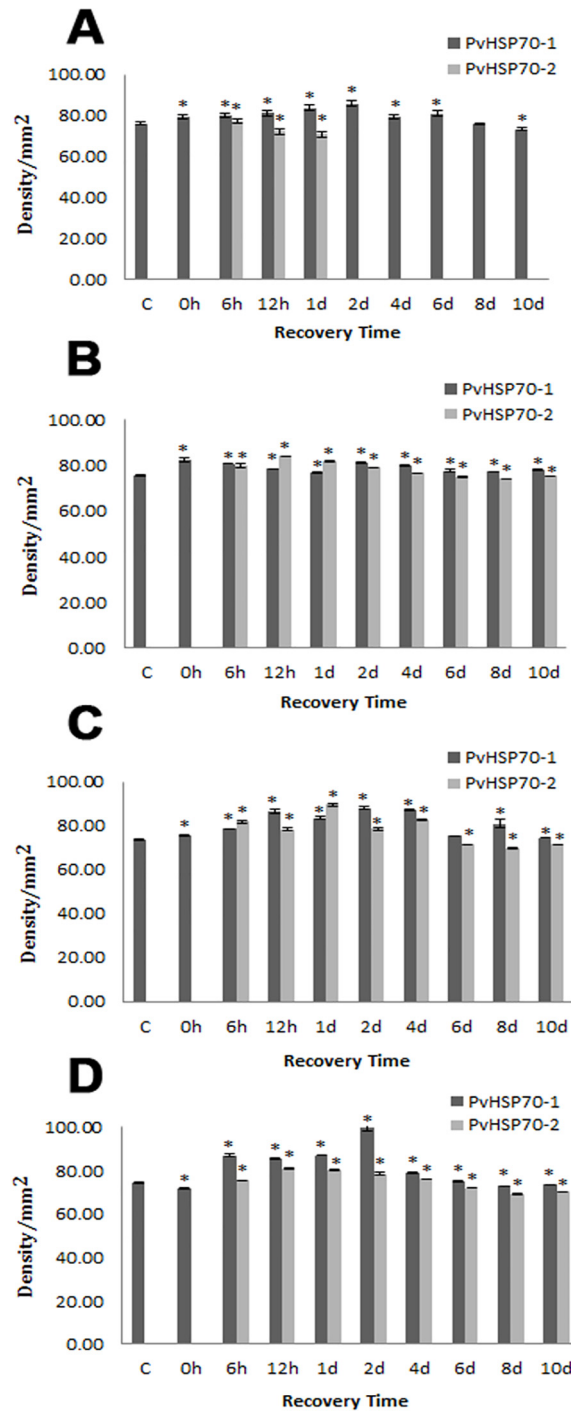 A
PvHSP70-1
PvHSP70-2
100.00
80.00
60.00
40.00
20.00
0.00
Density/mm2
* * * * * * * * * * *
C 0h 6h 12h 1d 2d 4d 6d 8d 10d
Recovery Time
B
PvHSP70-1
PvHSP70-2
100.00
80.00
60.00
40.00
20.00
0.00
Density/mm2
* * * * * * * * * * * * * * * * *
C 0h 6h 12h 1d 2d 4d 6d 8d 10d
Recovery Time
C
PvHSP70-1
PvHSP70-2
100.00
80.00
60.00
40.00
20.00
0.00
Density/mm2
* * * * * * * * * * * * * * * *
C 0h 6h 12h 1d 2d 4d 6d 8d 10d
Recovery Time
D
PvHSP70-1
PvHSP70-2
100.00
80.00
60.00
40.00
20.00
0.00
Density/mm2
* * * * * * * * * * * * * * * * *
C 0h 6h 12h 1d 2d 4d 6d 8d 10d
Recovery Time